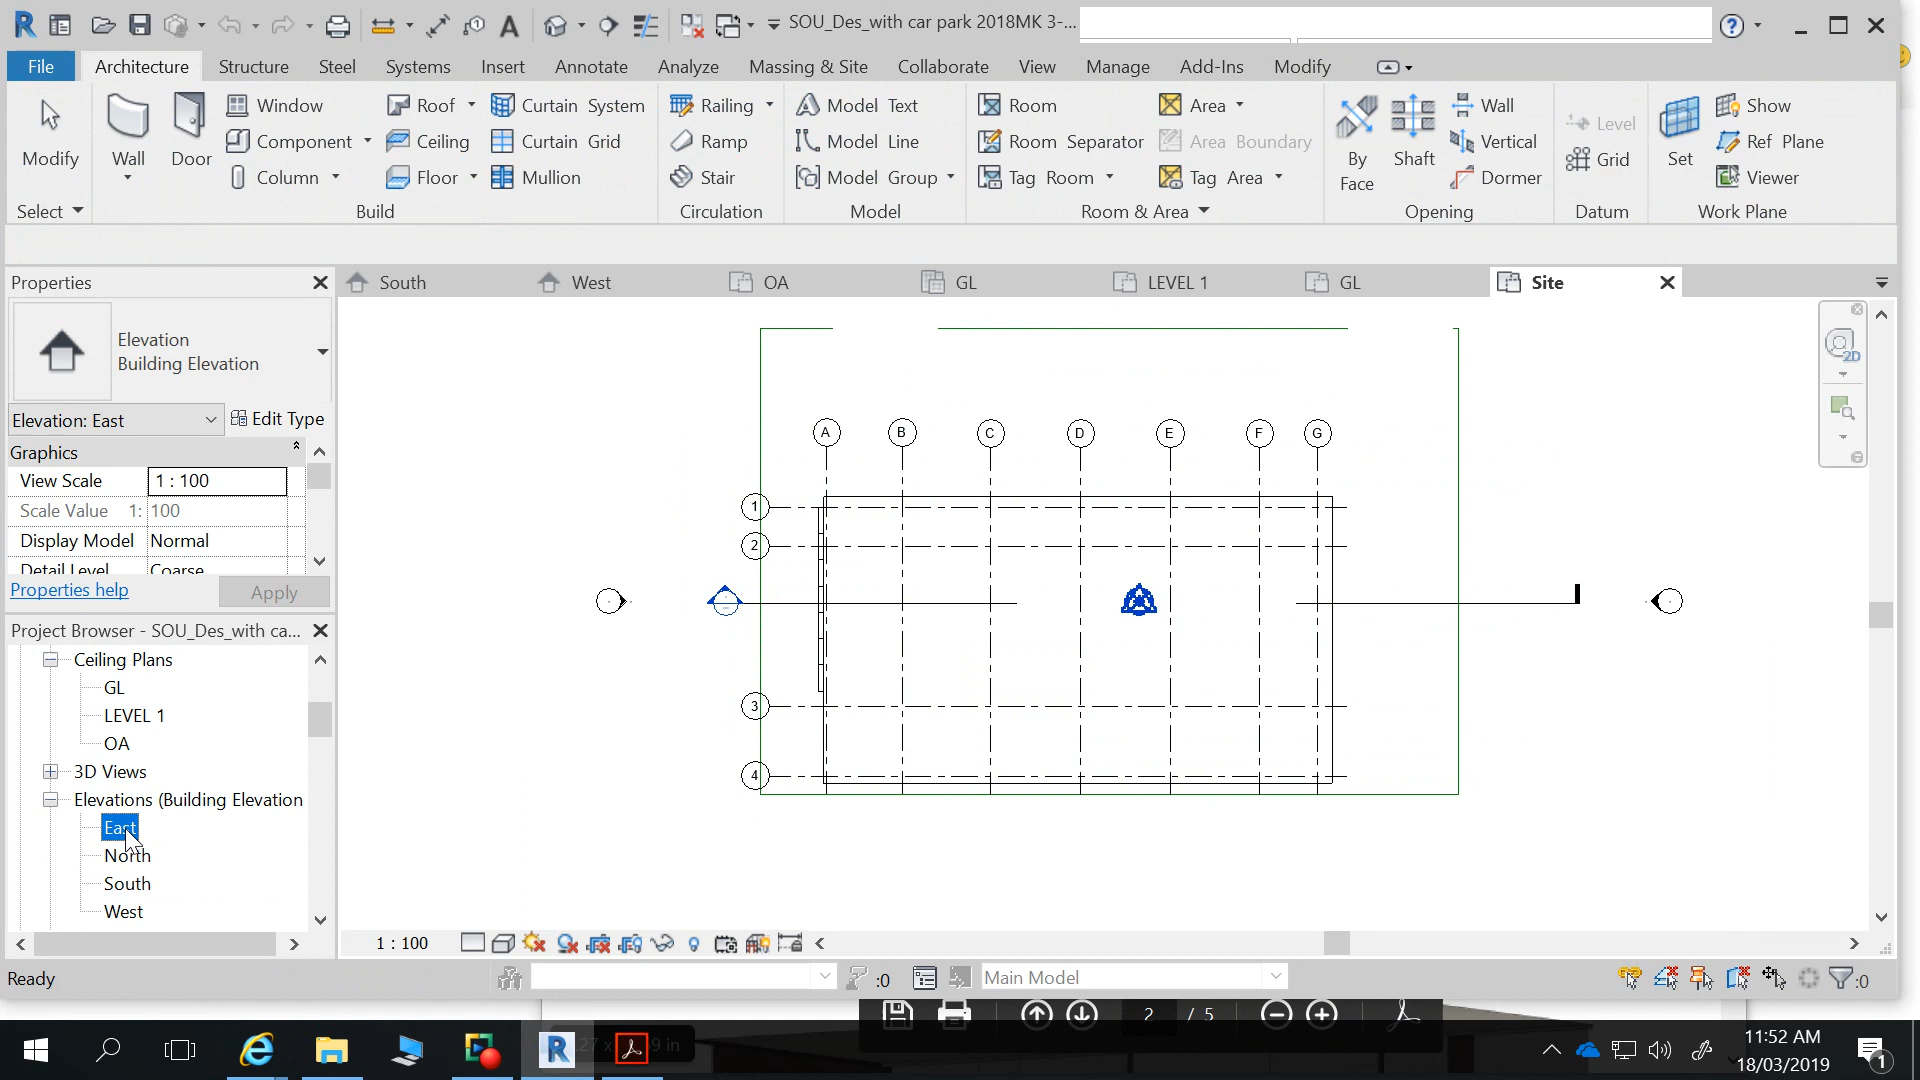 SOU_Des_with car park 2018MK 3-...
File Architecture Structure Steel Systems Insert Annotate Analyze Massing & Site Collaborate View Manage Add-Ins Modify
Modify
Select
Wall
Door
Window
Component
Column
Roof
Ceiling
Floor
Curtain System
Curtain Grid
Mullion
Build
Railing
Ramp
Stair
Circulation
Model Text
Model Line
Model Group
Model
Room
Room Separator
Tag Room
Area
Area Boundary
Tag Area
Room & Area
By
Face
Shaft
Wall
Vertical
Dormer
Opening
Level
Grid
Datum
Set
Show
Ref Plane
Viewer
Work Plane
Properties
South West OA GL LEVEL 1 GL Site
Elevation
Building Elevation
Elevation: East Edit Type
Graphics
View Scale 1 : 100
Scale Value 1: 100
Display Model Normal
Detail Level Coarse
Properties help Apply
Project Browser - SOU_Des_with ca...
Ceiling Plans
GL
LEVEL 1
OA
3D Views
Elevations (Building Elevation
East
North
South
West
2D
A B C D E F G
1
2
3
4
1 : 100
Ready
:0
Main Model
:0
2 / 5
11:52 AM
18/03/2019
1